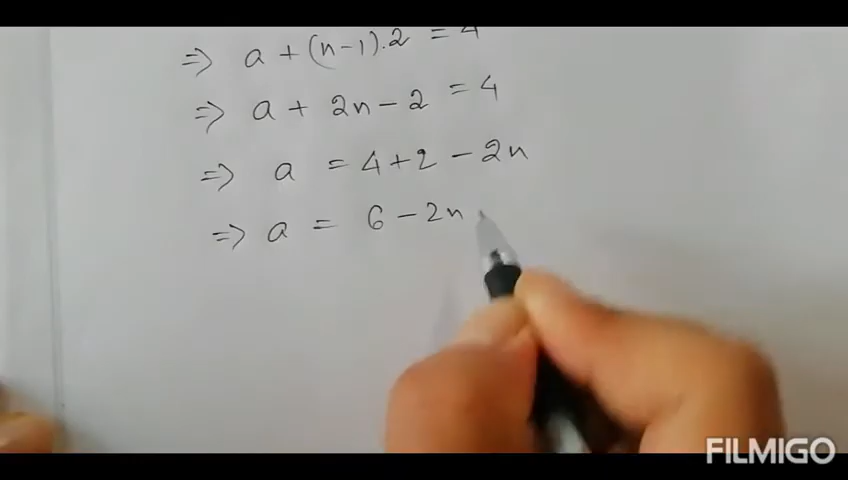 ⇒ a + (n-1).2 = 4
⇒ a + 2n - 2 = 4
⇒ a = 4 + 2 - 2n
⇒ a = 6 - 2n
FILMIGO